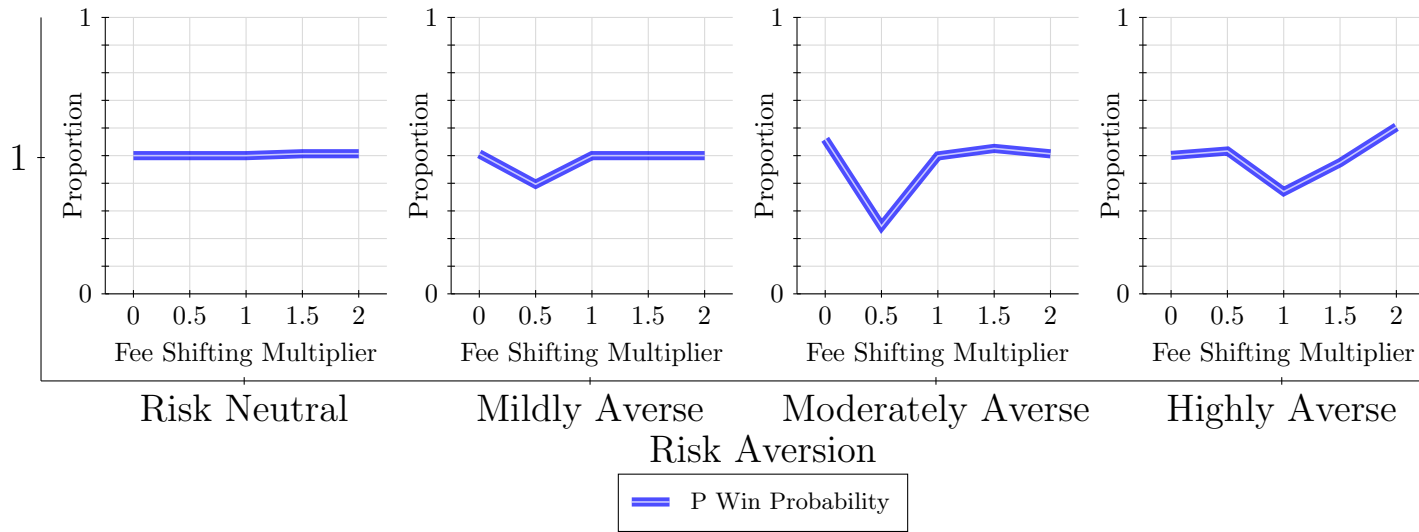 1
1
Proportion
0
0 0.5 1 1.5 2
Fee Shifting Multiplier
1
Proportion
0
0 0.5 1 1.5 2
Fee Shifting Multiplier
1
Proportion
0
0 0.5 1 1.5 2
Fee Shifting Multiplier
1
Proportion
0
0 0.5 1 1.5 2
Fee Shifting Multiplier
Risk Neutral
Mildly Averse
Moderately Averse
Highly Averse
Risk Aversion
P Win Probability